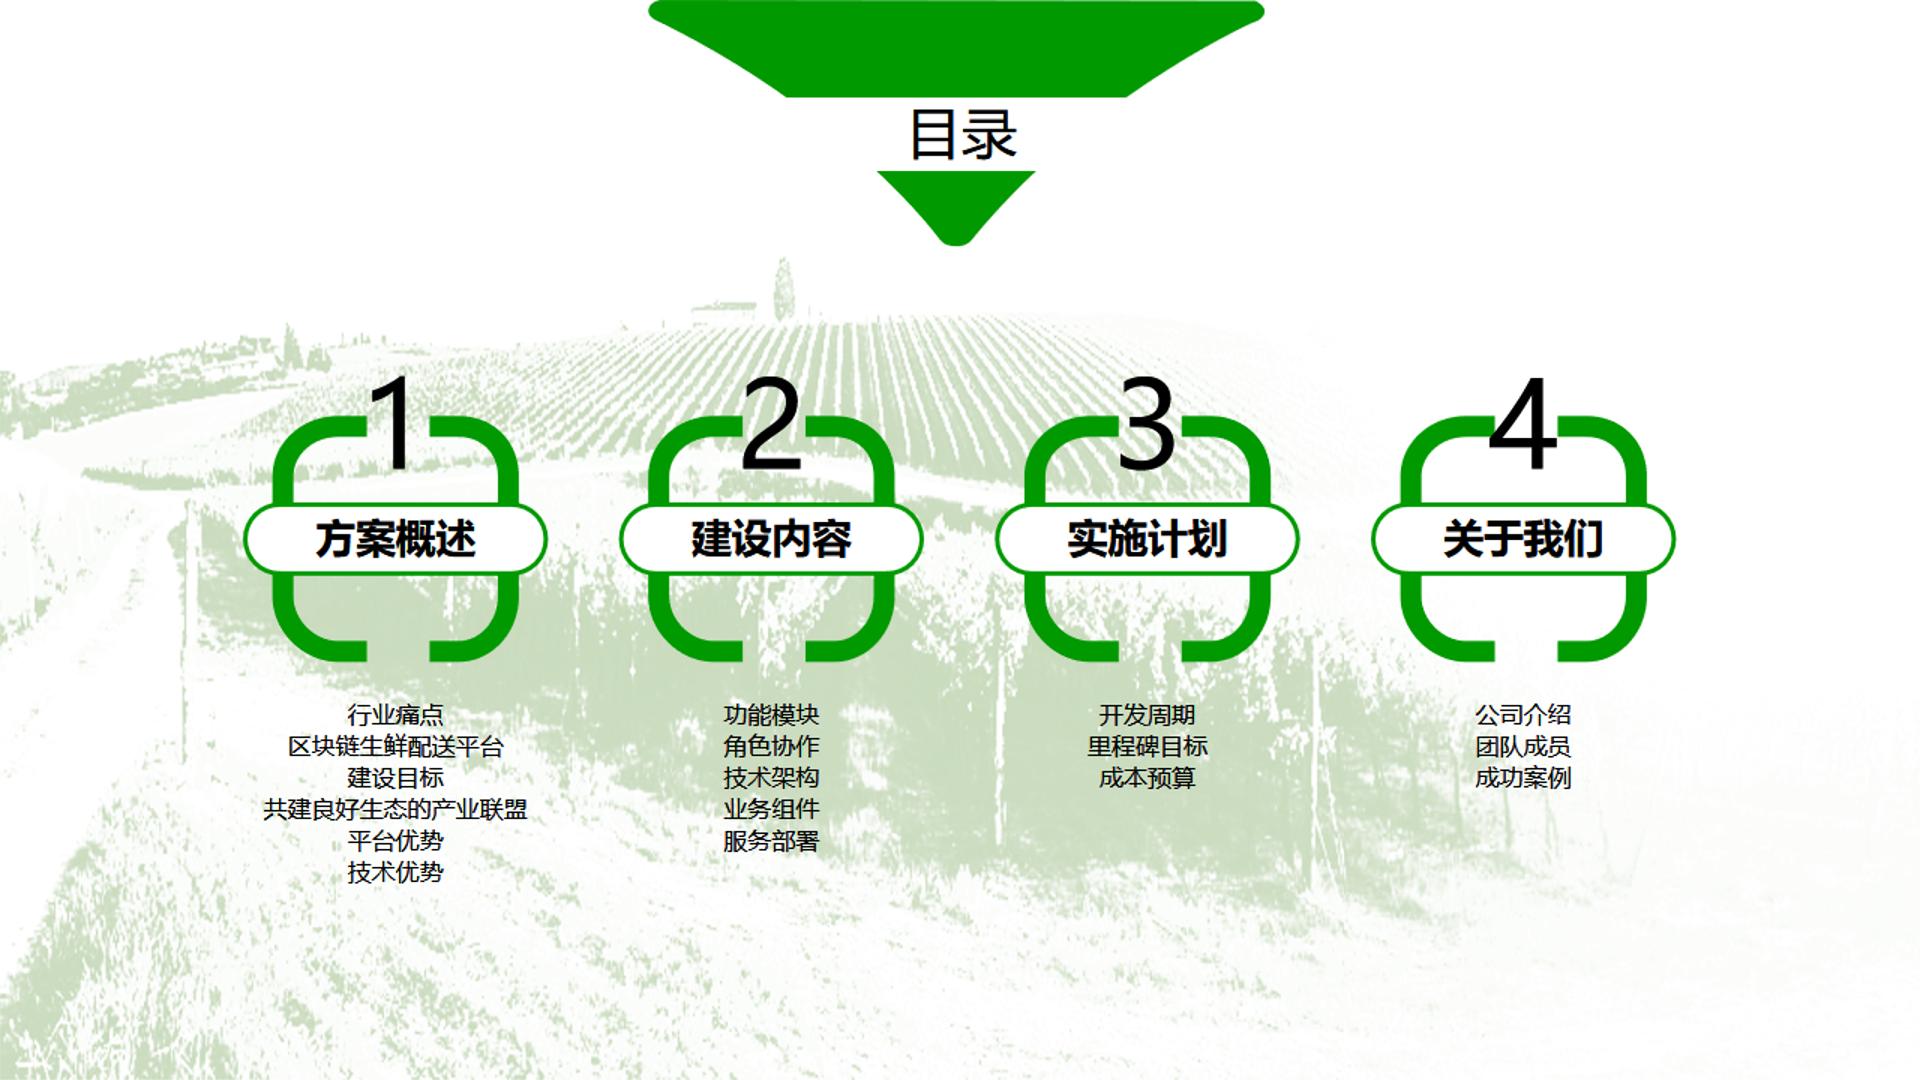 目录
1
方案概述
行业痛点
区块链生鲜配送平台
建设目标
共建良好生态的产业联盟
平台优势
技术优势
2
建设内容
功能模块
角色协作
技术架构
业务组件
服务部署
3
实施计划
开发周期
里程碑目标
成本预算
4
关于我们
公司介绍
团队成员
成功案例